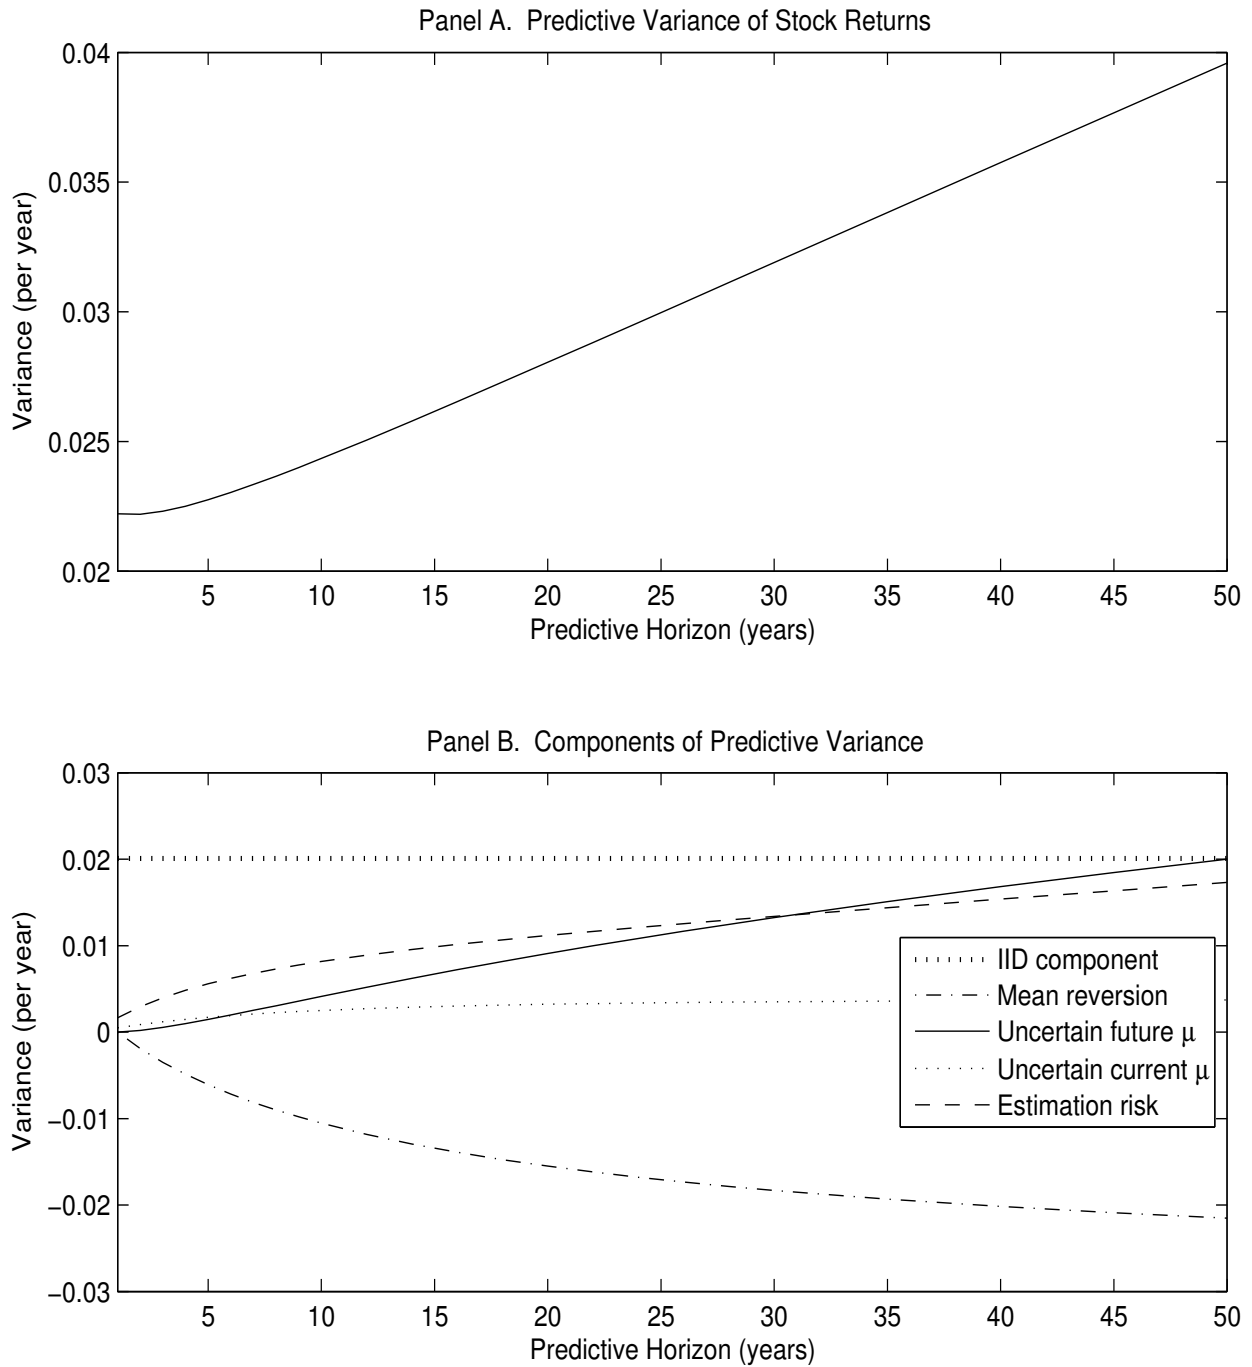 Panel A. Predictive Variance of Stock Returns
0.04
0.035
0.03
0.025
0.02
Variance (per year)
5 10 15 20 25 30 35 40 45 50
Predictive Horizon (years)
Panel B. Components of Predictive Variance
0.03
0.02
0.01
0
−0.01
−0.02
−0.03
Variance (per year)
IID component
Mean reversion
Uncertain future μ
Uncertain current μ
Estimation risk
5 10 15 20 25 30 35 40 45 50
Predictive Horizon (years)